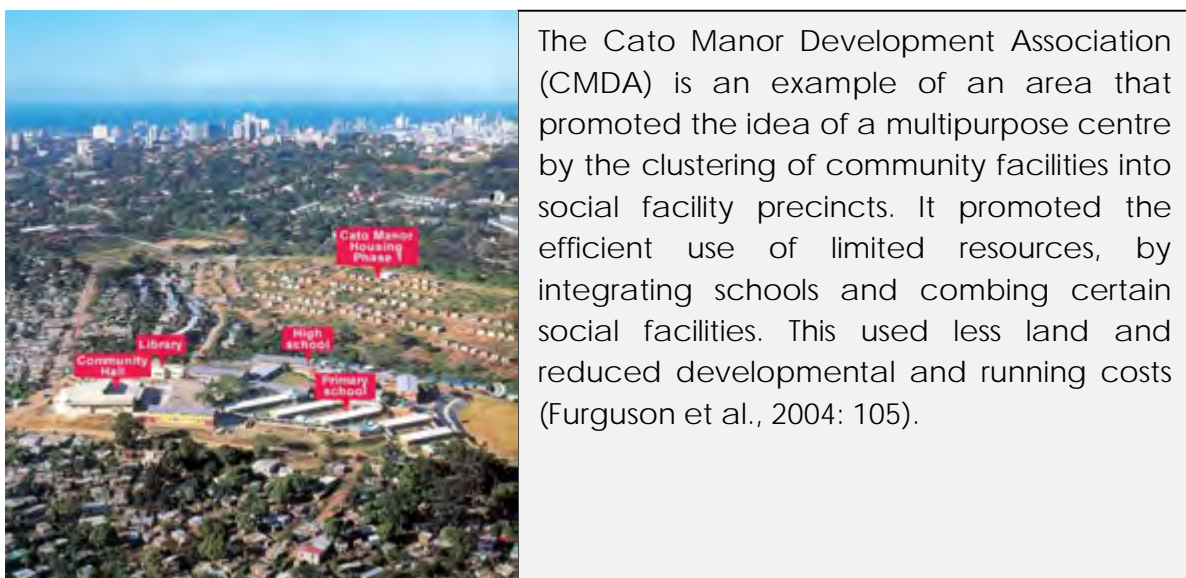 Cato Manor
Housing
Phase 1
High
school
Library
Community
Hall
Primary
school
The Cato Manor Development Association
(CMDA) is an example of an area that
promoted the idea of a multipurpose centre
by the clustering of community facilities into
social facility precincts. It promoted the
efficient use of limited resources, by
integrating schools and combing certain
social facilities. This used less land and
reduced developmental and running costs
(Furguson et al., 2004: 105).